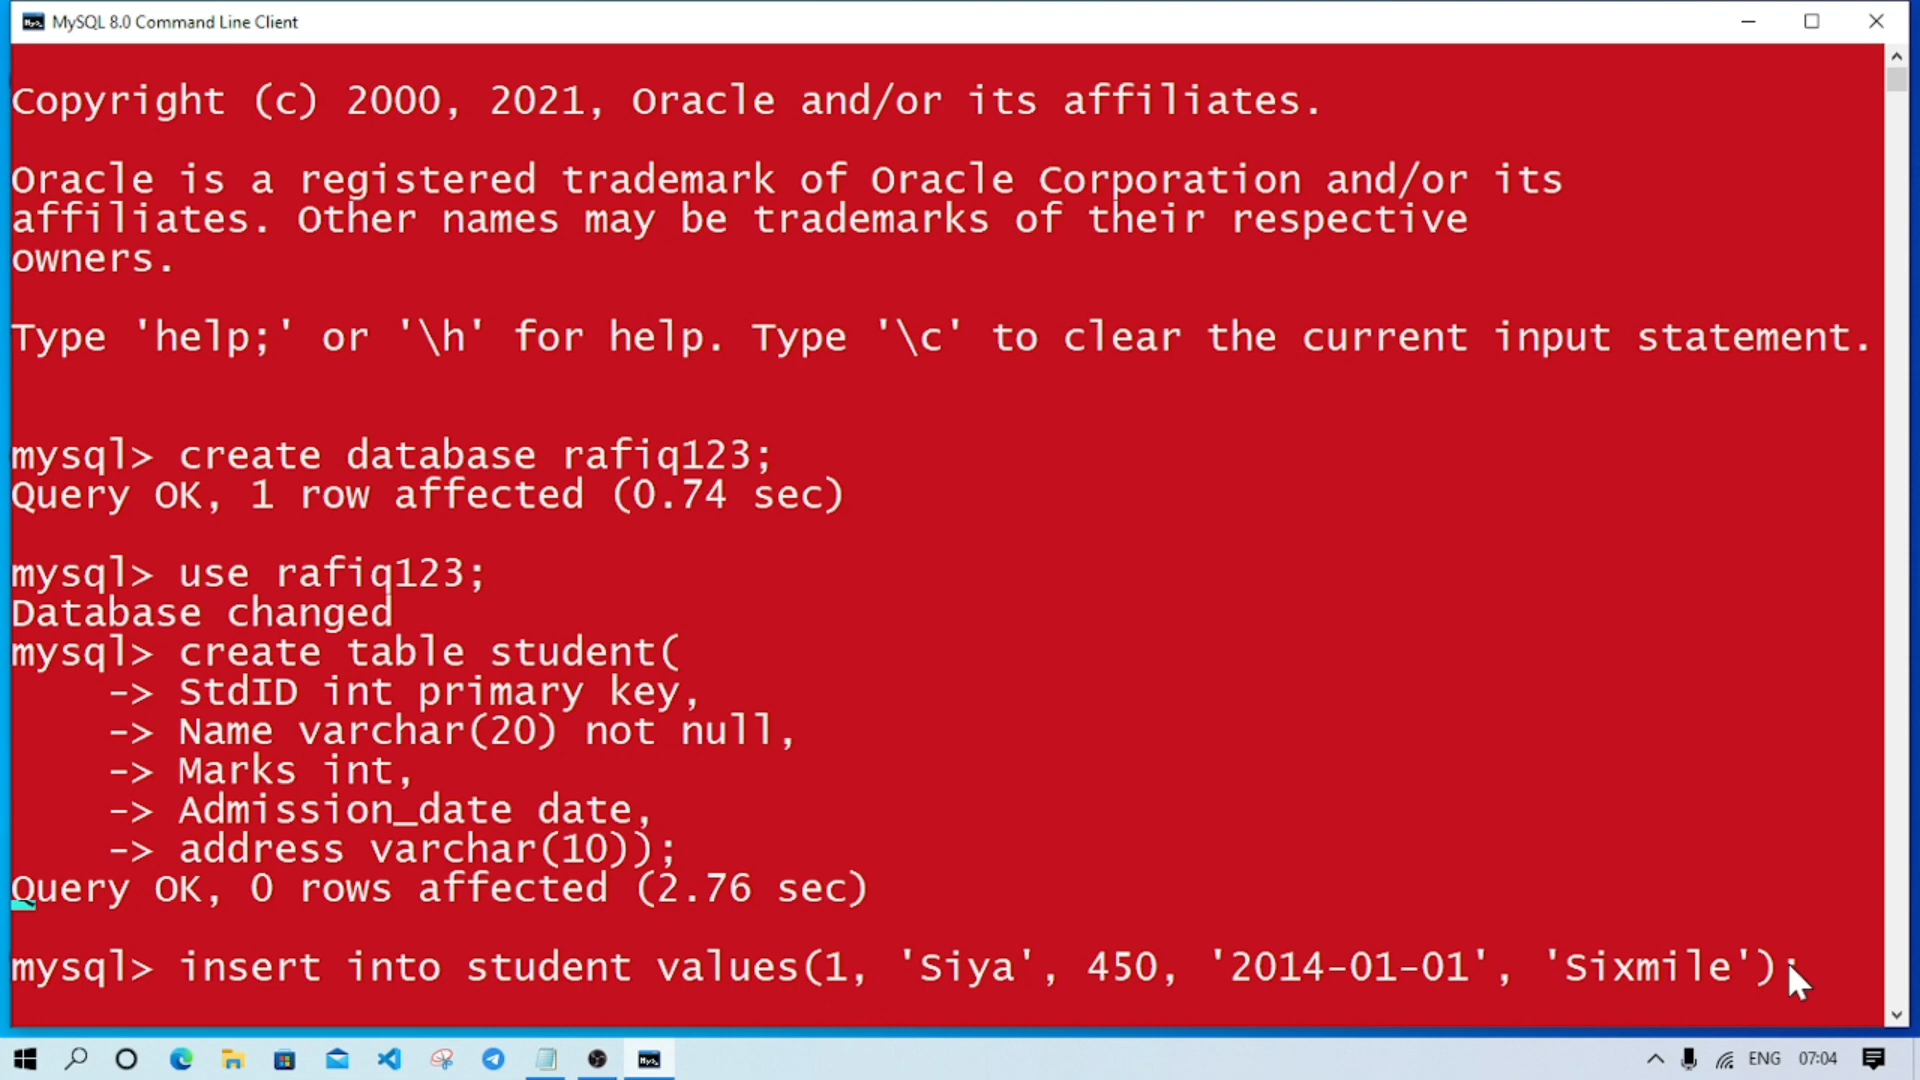 MySQL 8.0 Command Line Client
Copyright (c) 2000, 2021, Oracle and/or its affiliates.
Oracle is a registered trademark of Oracle Corporation and/or its
affiliates. Other names may be trademarks of their respective
owners.
Type 'help;' or '\h' for help. Type '\c' to clear the current input statement.
mysql> create database rafiq123;
Query OK, 1 row affected (0.74 sec)
mysql> use rafiq123;
Database changed
mysql> create table student(
-> StdID int primary key,
-> Name varchar(20) not null,
-> Marks int,
-> Admission_date date,
-> address varchar(10));
Query OK, 0 rows affected (2.76 sec)
mysql> insert into student values(1, 'Siya', 450, '2014-01-01', 'Sixmile');
ENG 07:04